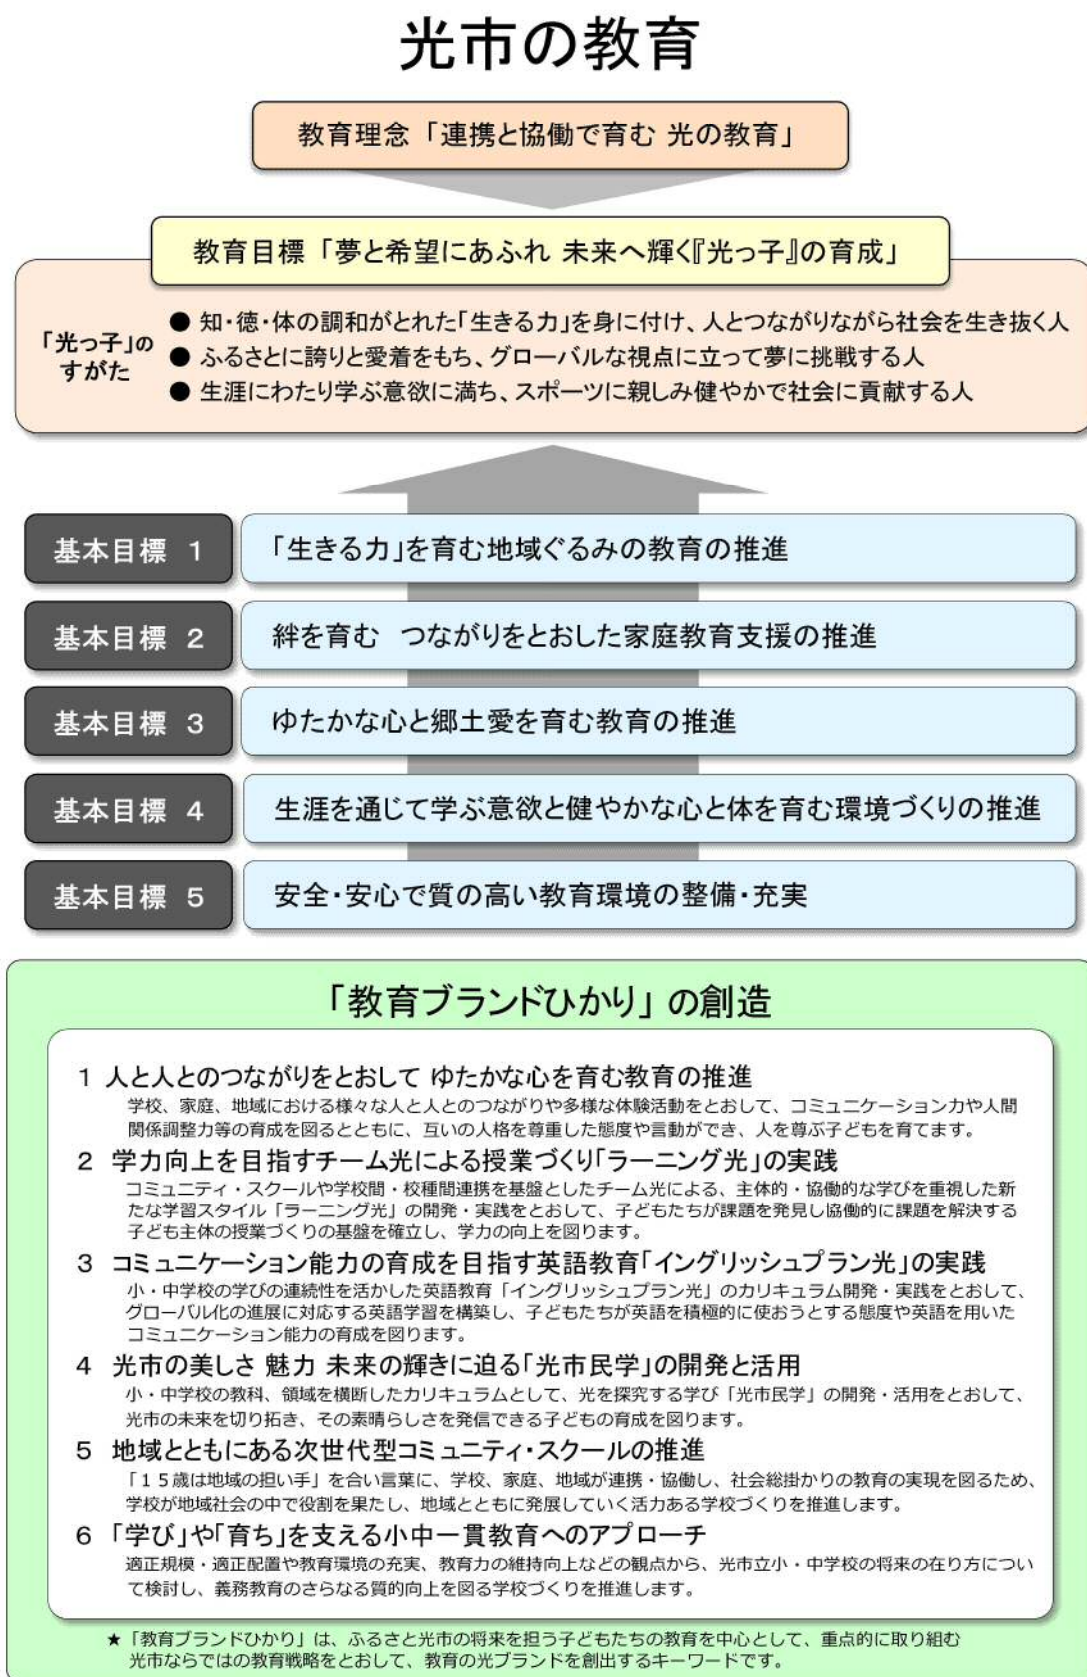 光市の教育
教育理念「連携と協働で育む 光の教育」
教育目標「夢と希望にあふれ 未来へ輝く『光っ子』の育成」
「光っ子」の
すがた
● 知・徳・体の調和がとれた「生きる力」を身に付け、人とつながりながら社会を生き抜く人
● ふるさとに誇りと愛着をもち、グローバルな視点に立って夢に挑戦する人
● 生涯にわたり学ぶ意欲に満ち、スポーツに親しみ健やかで社会に貢献する人
基本目標 1 「生きる力」を育む地域ぐるみの教育の推進
基本目標 2 絆を育む つながりをとおした家庭教育支援の推進
基本目標 3 ゆたかな心と郷土愛を育む教育の推進
基本目標 4 生涯を通じて学ぶ意欲と健やかな心と体を育む環境づくりの推進
基本目標 5 安全・安心で質の高い教育環境の整備・充実
「教育ブランドひかり」の創造
1 人と人とのつながりをとおして ゆたかな心を育む教育の推進
学校、家庭、地域における様々な人と人とのつながりや多様な体験活動をとおして、コミュニケーション力や人間
関係調整力等の育成を図るとともに、互いの人格を尊重した態度や言動ができ、人を尊ぶ子どもを育てます。
2 学力向上を目指すチーム光による授業づくり「ラーニング光」の実践
コミュニティ・スクールや学校間・校種間連携を基盤としたチーム光による、主体的・協働的な学びを重視した新
たな学習スタイル「ラーニング光」の開発・実践をとおして、子どもたちが課題を発見し協働的に課題を解決する
子ども主体の授業づくりの基盤を確立し、学力の向上を図ります。
3 コミュニケーション能力の育成を目指す英語教育「イングリッシュプラン光」の実践
小・中学校の学びの連続性を活かした英語教育「イングリッシュプラン光」のカリキュラム開発・実践をとおして、
グローバル化の進展に対応する英語学習を構築し、子どもたちが英語を積極的に使おうとする態度や英語を用いた
コミュニケーション能力の育成を図ります。
4 光市の美しさ 魅力 未来の輝きに迫る「光市民学」の開発と活用
小・中学校の教科、領域を横断したカリキュラムとして、光を探究する学び「光市民学」の開発・活用をとおして、
光市の未来を切り拓き、その素晴らしさを発信できる子どもの育成を図ります。
5 地域とともにある次世代型コミュニティ・スクールの推進
「１５歳は地域の担い手」を合い言葉に、学校、家庭、地域が連携・協働し、社会総掛かりの教育の実現を図るため、
学校が地域社会の中で役割を果たし、地域とともに発展していく活力ある学校づくりを推進します。
6 「学び」や「育ち」を支える小中一貫教育へのアプローチ
適正規模・適正配置や教育環境の充実、教育力の維持向上などの観点から、光市立小・中学校の将来の在り方につい
て検討し、義務教育のさらなる質的向上を図る学校づくりを推進します。
★「教育ブランドひかり」は、ふるさと光市の将来を担う子どもたちの教育を中心として、重点的に取り組む
光市ならではの教育戦略をとおして、教育の光ブランドを創出するキーワードです。